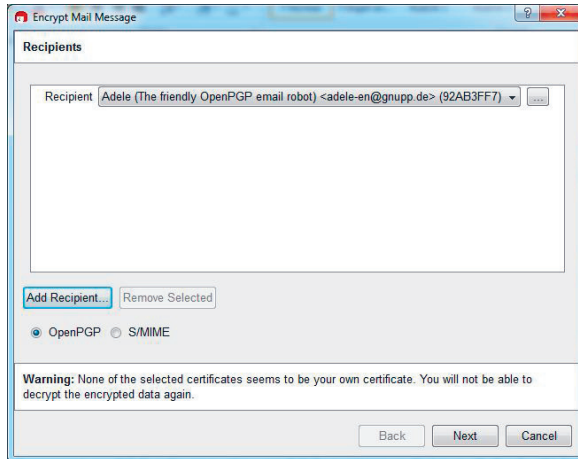 Encrypt Mail Message
Recipients
Recipient Adele (The friendly OpenPGP email robot) <adele-en@gnupp.de> (92AB3FF7) ...
Add Recipient... Remove Selected
OpenPGP S/MIME
Warning: None of the selected certificates seems to be your own certificate. You will not be able to
decrypt the encrypted data again.
Back Next Cancel